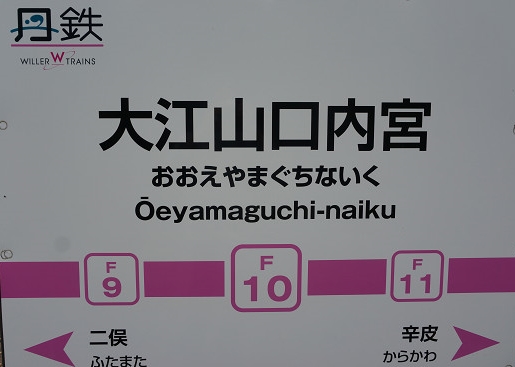 丹鉄
WILLER TRAINS
大江山口内宮
おおえやまぐちないく
Ōeyamaguchi-naiku
F
9
F
10
F
11
二俣
ふたまた
辛皮
からかわ